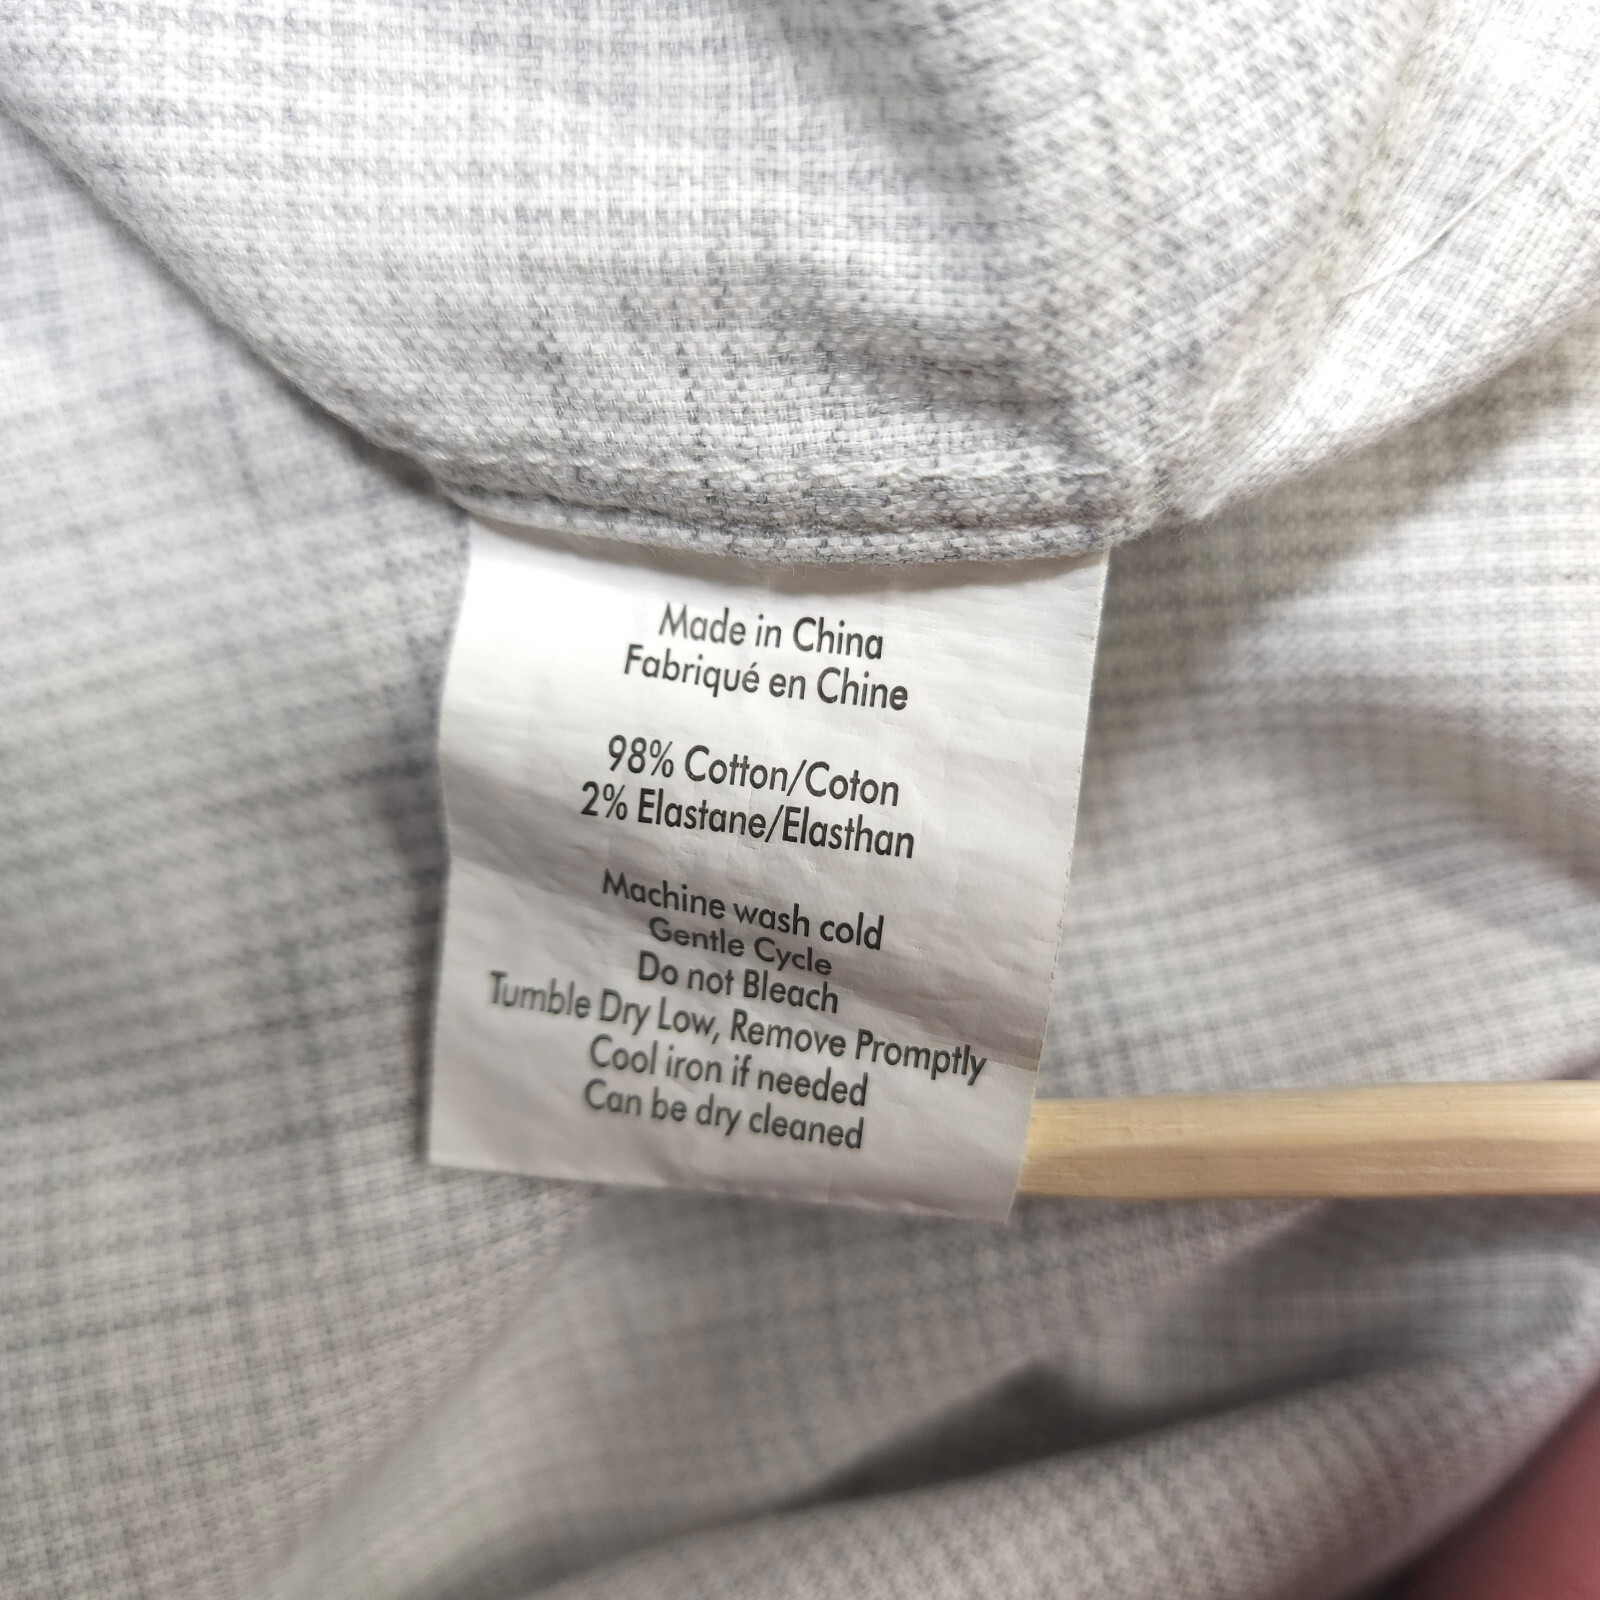 Made in China
Fabriqué en Chine
98% Cotton/Coton
2% Elastane/Elasthan
Machine wash cold
Gentle Cycle
Do not Bleach
Tumble Dry Low, Remove Promptly
Cool iron if needed
Can be dry cleaned